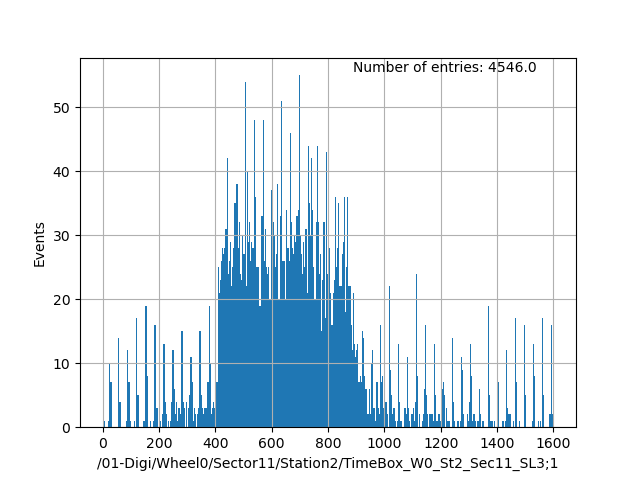 Number of entries: 4546.0
50
40
30
20
10
0
Events
0 200 400 600 800 1000 1200 1400 1600
/01-Digi/Wheel0/Sector11/Station2/TimeBox_W0_St2_Sec11_SL3;1